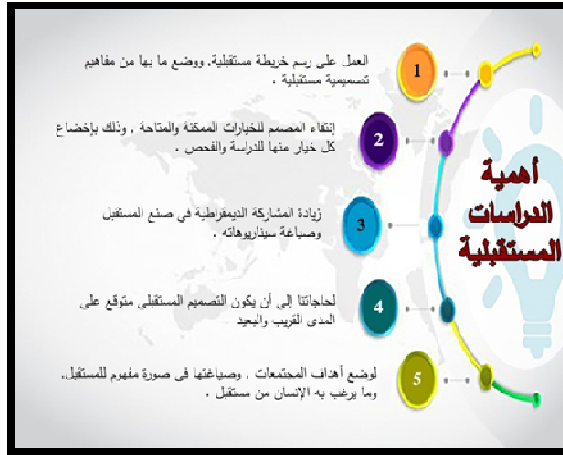 أهمية
الدراسات
المستقبلية
1
العمل على رسم خريطة مستقبلية، ووضع ما بها من مفاهيم
تصميمية مستقبلية .
2
إنتقاء المصمم للخيارات الممكنة والمتاحة ، وذلك بإخضاع
كل خيار منها للدراسة والفحص .
3
زيادة المشاركة الديمقراطية في صنع المستقبل
وصياغة سيناريوهاته .
4
لحاجاتنا إلى أن يكون التصميم المستقبلى متوقع على
المدى القريب والبعيد
5
لوضع أهداف المجتمعات . وصياغتها فى صورة مفهوم للمستقبل،
وما يرغب به الإنسان من مستقبل .